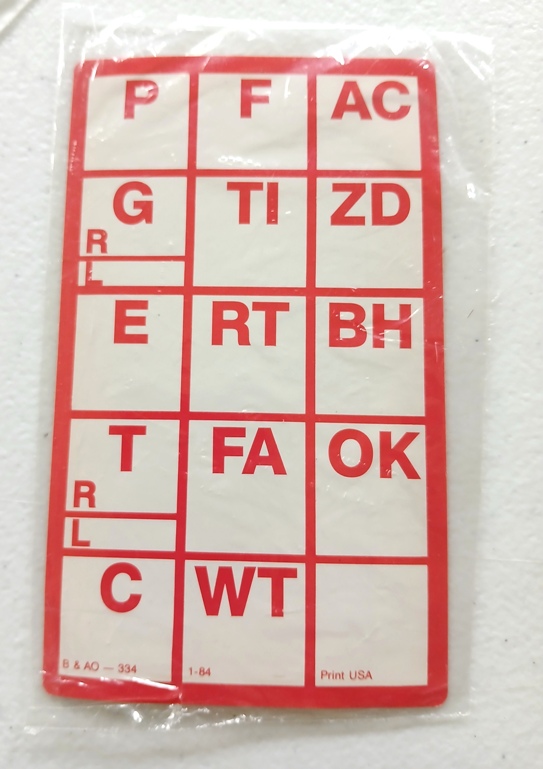 P F AC
G TI ZD
R
L
E RT BH
T FA OK
R
L
C WT
B & AO — 334 1-84 Print USA